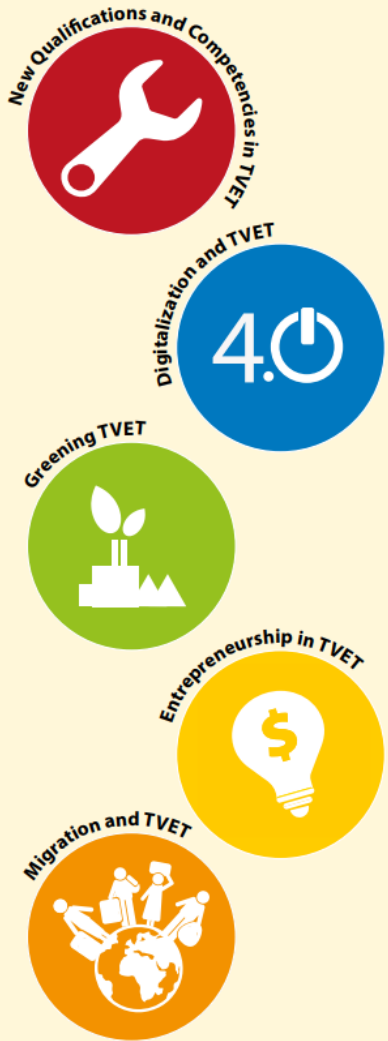 New Qualifications and Competencies in TVET
Digitalization and TVET
4.0
Greening TVET
Entrepreneurship in TVET
$
Migration and TVET